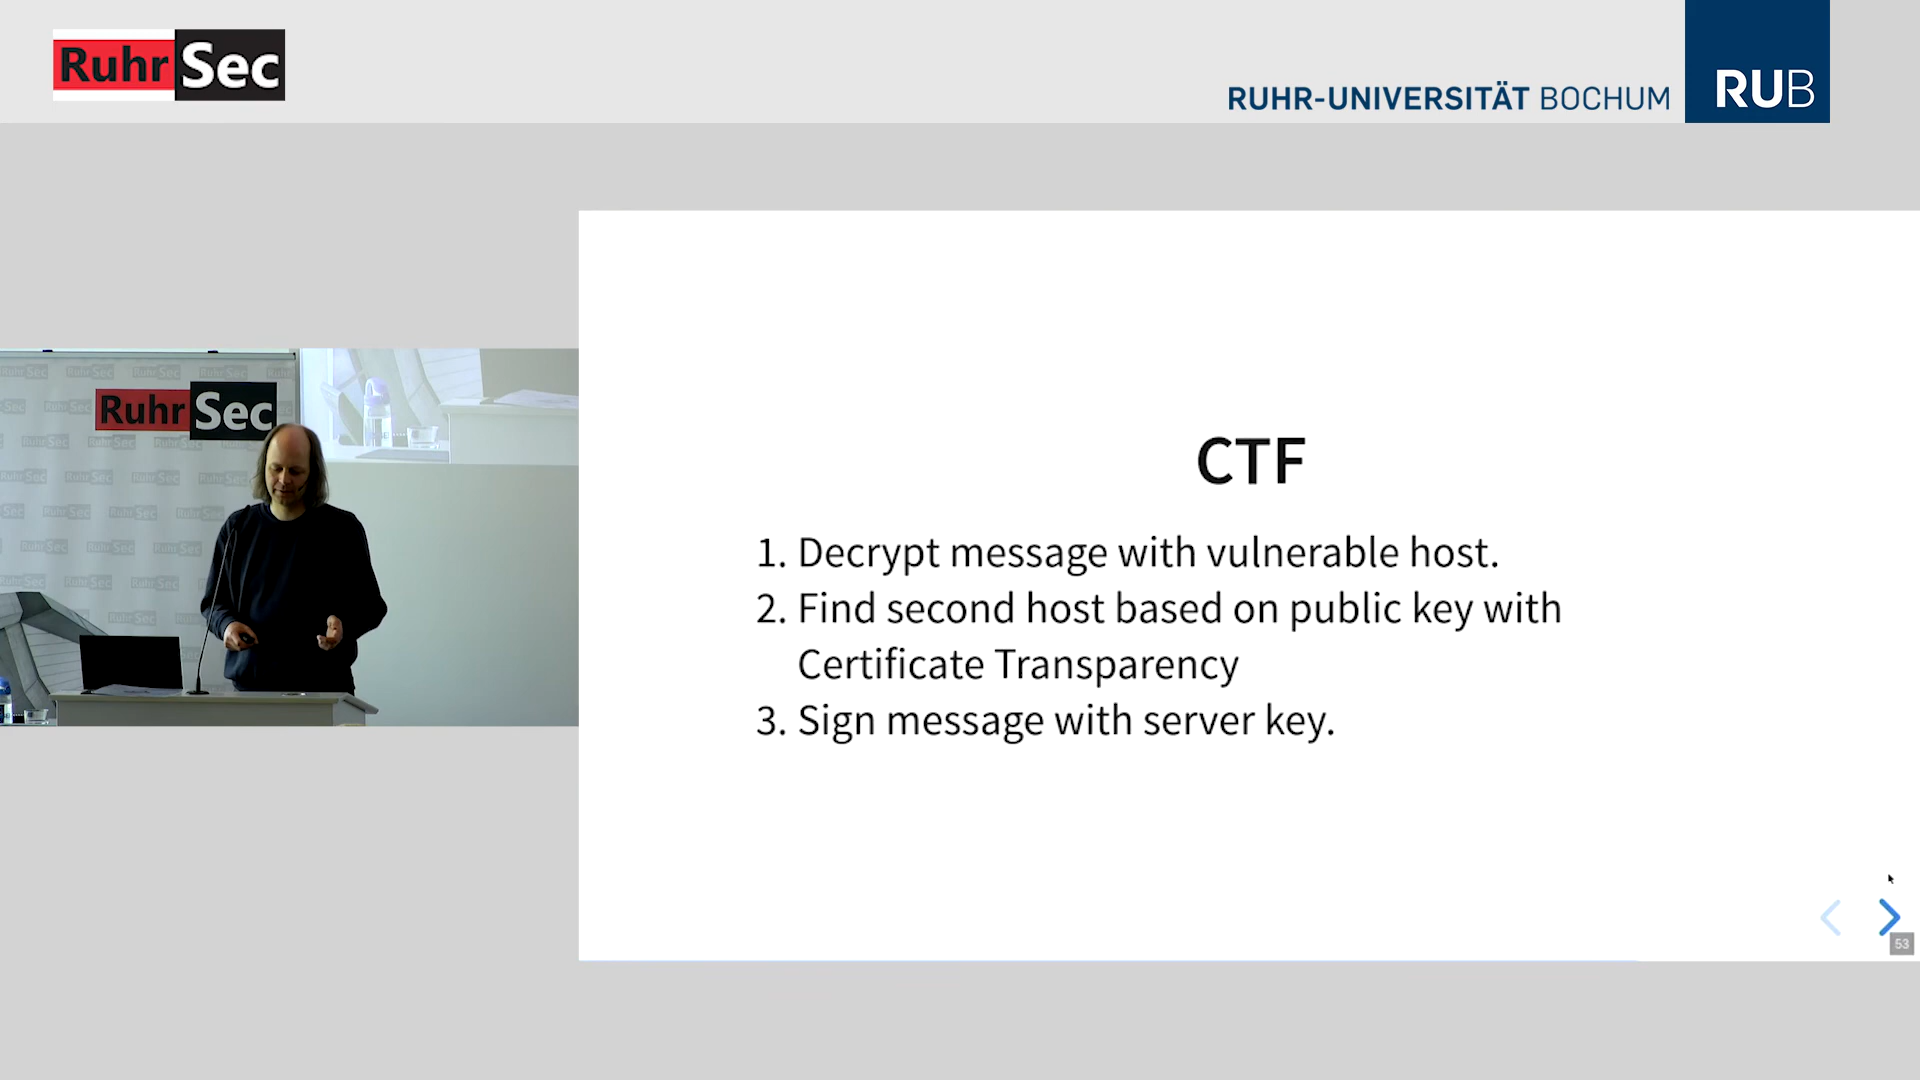 RuhrSec
RUHR-UNIVERSITÄT BOCHUM
RUB
RuhrSec
CTF
1. Decrypt message with vulnerable host.
2. Find second host based on public key with
Certificate Transparency
3. Sign message with server key.
53